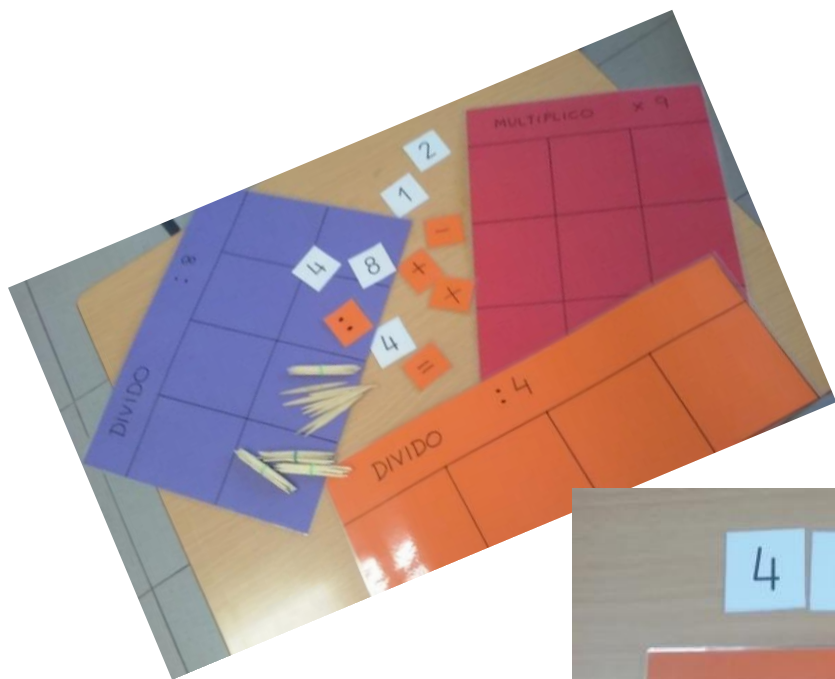 MULTIPLICO x 9
2
1
-
4 8 +
x
: 8
:
4
=
DIVIDO
DIVIDO : 4
4